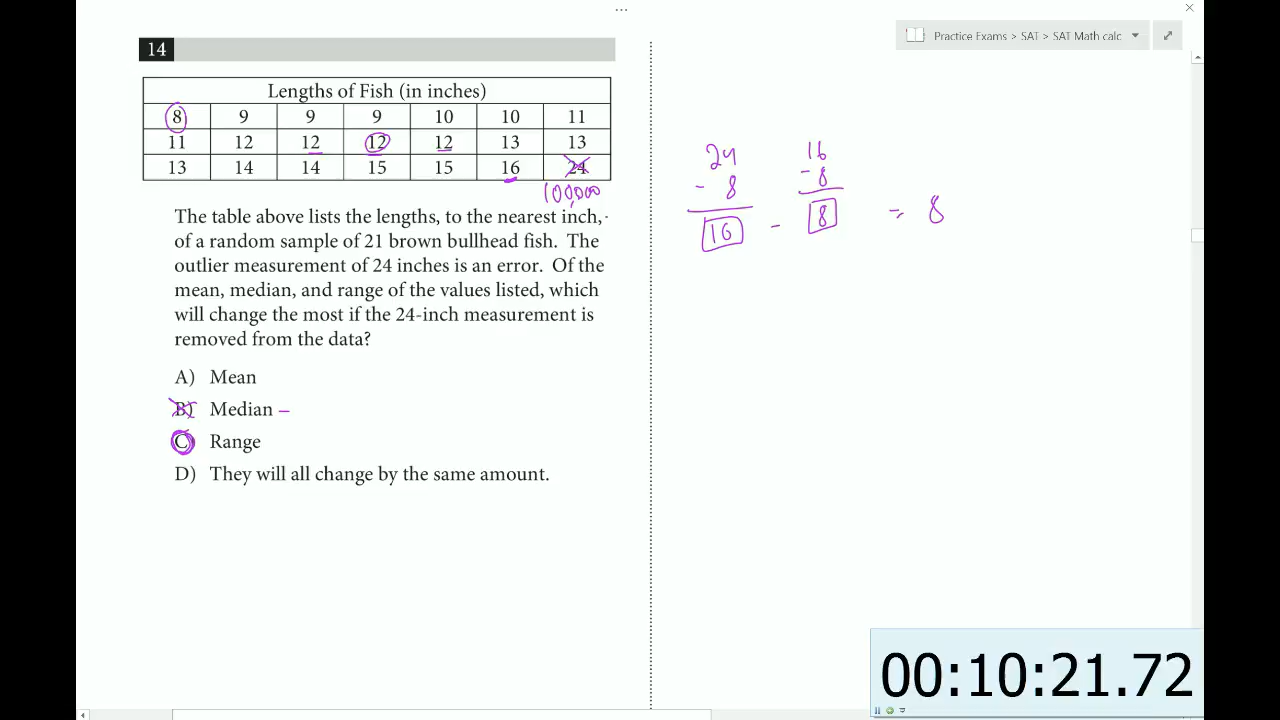 ...
Practice Exams > SAT > SAT Math calc
14
Lengths of Fish (in inches)
8 9 9 9 10 10 11
11 12 12 12 12 13 13
13 14 14 15 15 16 24
100,000
The table above lists the lengths, to the nearest inch,
of a random sample of 21 brown bullhead fish. The
outlier measurement of 24 inches is an error. Of the
mean, median, and range of the values listed, which
will change the most if the 24-inch measurement is
removed from the data?
A) Mean
B) Median -
C) Range
D) They will all change by the same amount.
24 16
- 8 - 8
16 - 8 = 8
00:10:21.72